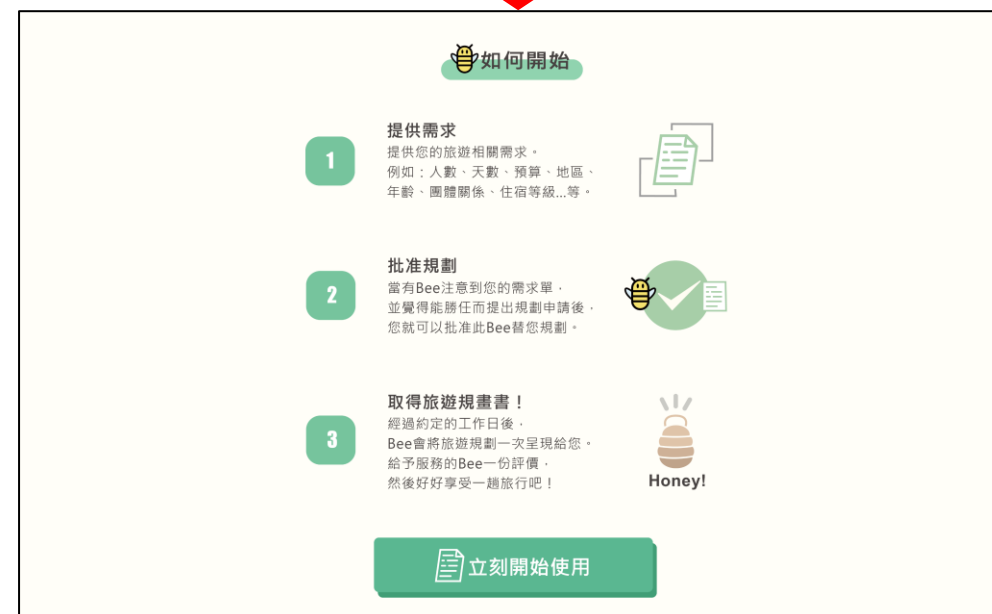 如何開始
1
提供需求
提供您的旅遊相關需求。
例如：人數、天數、預算、地區、
年齡、團體關係、住宿等級...等。
2
批准規劃
當有Bee注意到您的需求單，
並覺得能勝任而提出規劃申請後，
您就可以批准此Bee替您規劃。
3
取得旅遊規畫書！
經過約定的工作日後，
Bee會將旅遊規劃一次呈現給您。
給予服務的Bee一份評價，
然後好好享受一趟旅行吧！
Honey!
立刻開始使用